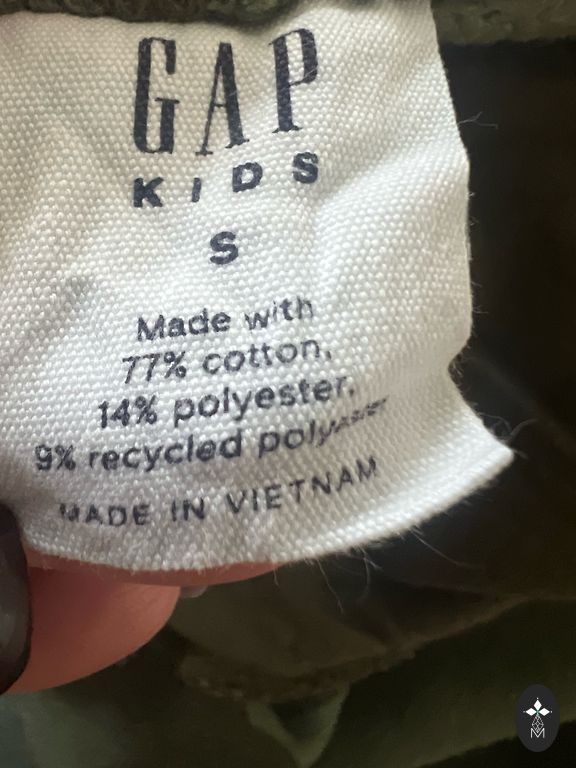 GAP
KIDS
S
Made with
77% cotton,
14% polyester,
9% recycled polyester
MADE IN VIETNAM
M